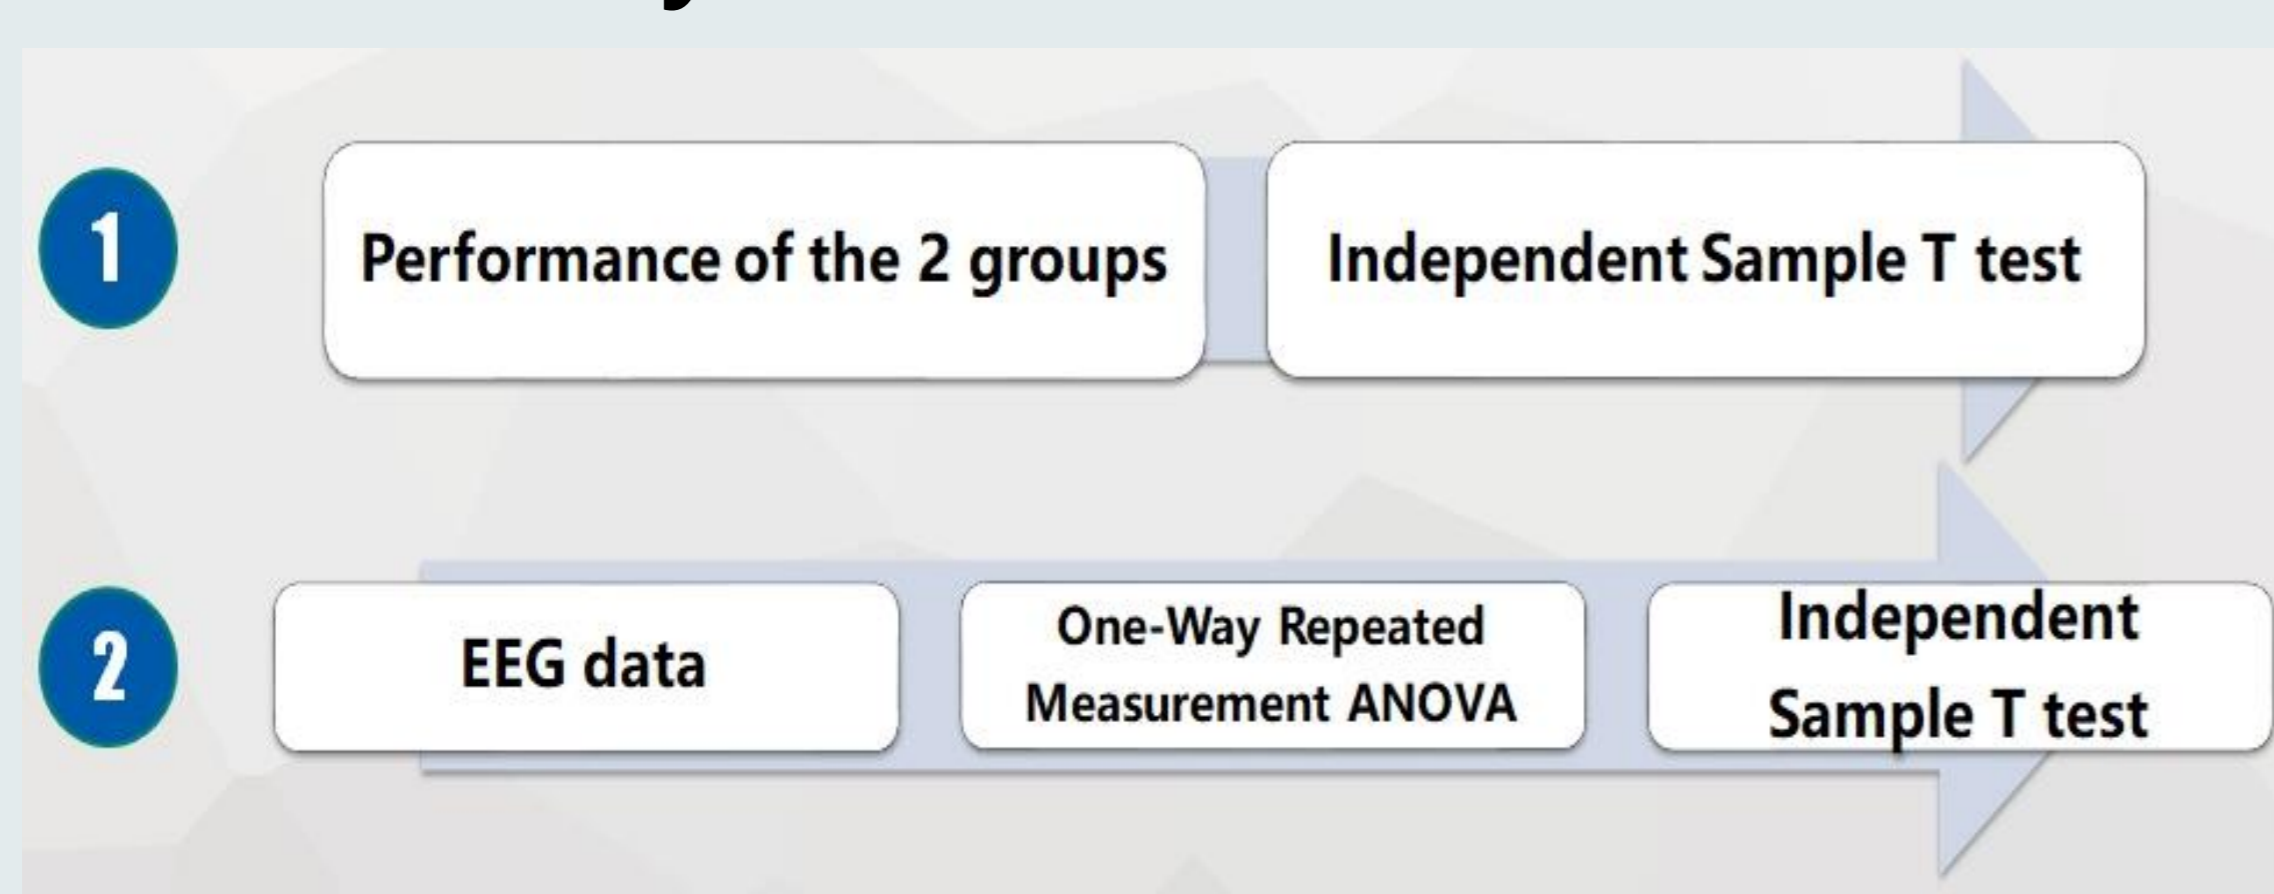 1
Performance of the 2 groups
Independent Sample T test
2
EEG data
One-Way Repeated
Measurement ANOVA
Independent
Sample T test